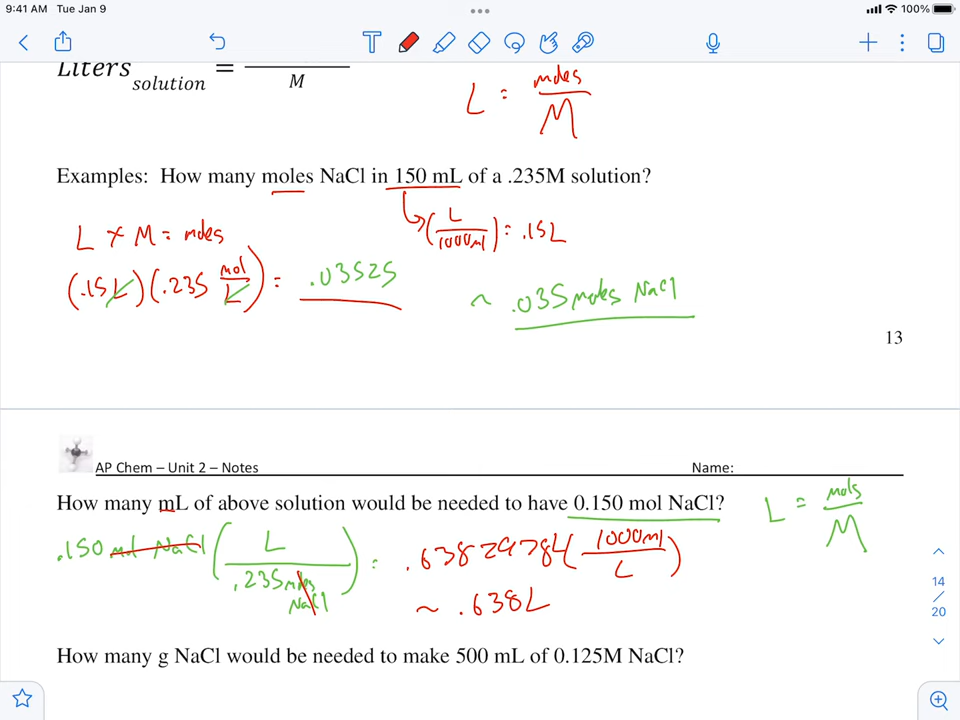 9:41 AM Tue Jan 9 100%
Liters solution = M
L = moles / M
Examples: How many moles NaCl in 150 mL of a .235M solution?
(L / 1000ml) = .15L
L × M = moles
(.15L)(.235 mol / L) = .03525
~ .035 moles NaCl
13
AP Chem – Unit 2 – Notes Name:
How many mL of above solution would be needed to have 0.150 mol NaCl?
L = mols / M
.150 mol NaCl (L / .235 moles NaCl) = .63829784 (1000ml / L)
~ .638L
How many g NaCl would be needed to make 500 mL of 0.125M NaCl?
14 / 20